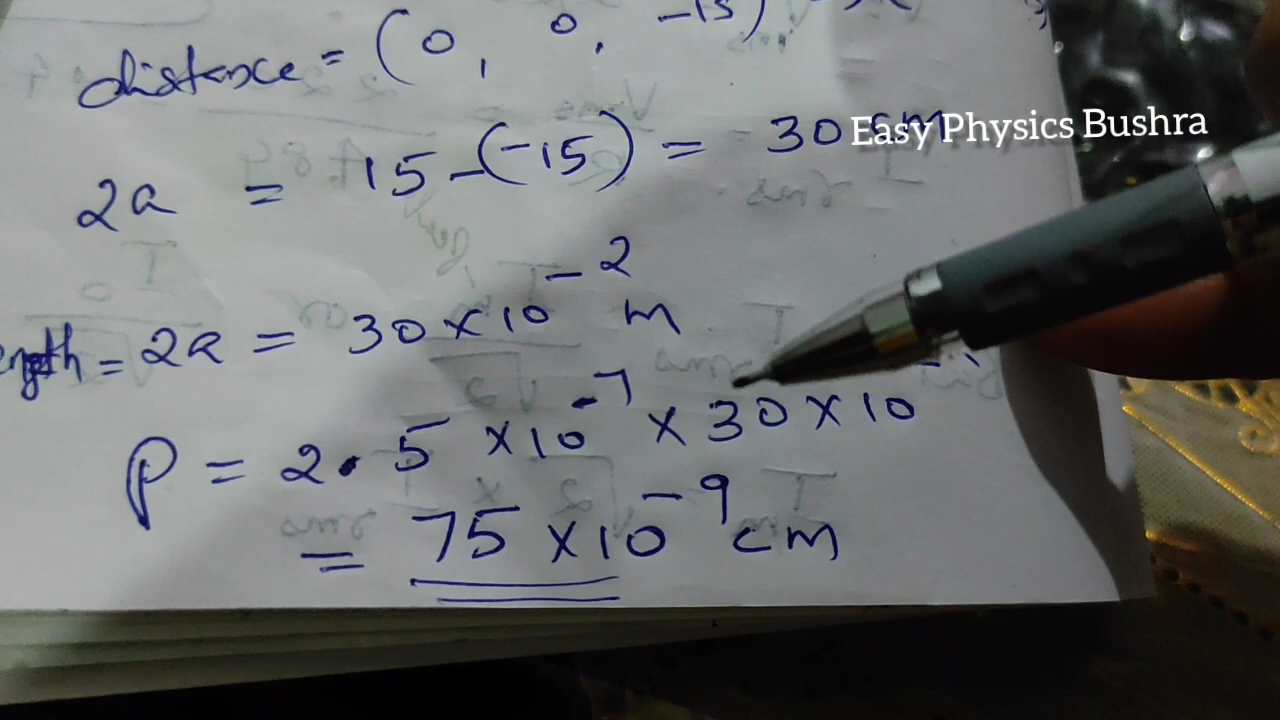 distance = (0, 0, -15)
2a = 15 - (-15) = 30 cm
Easy Physics Bushra
= 2a = 30 × 10⁻² m
P = 2.5 × 10⁻⁷ × 30 × 10
= 75 × 10⁻⁹ cm